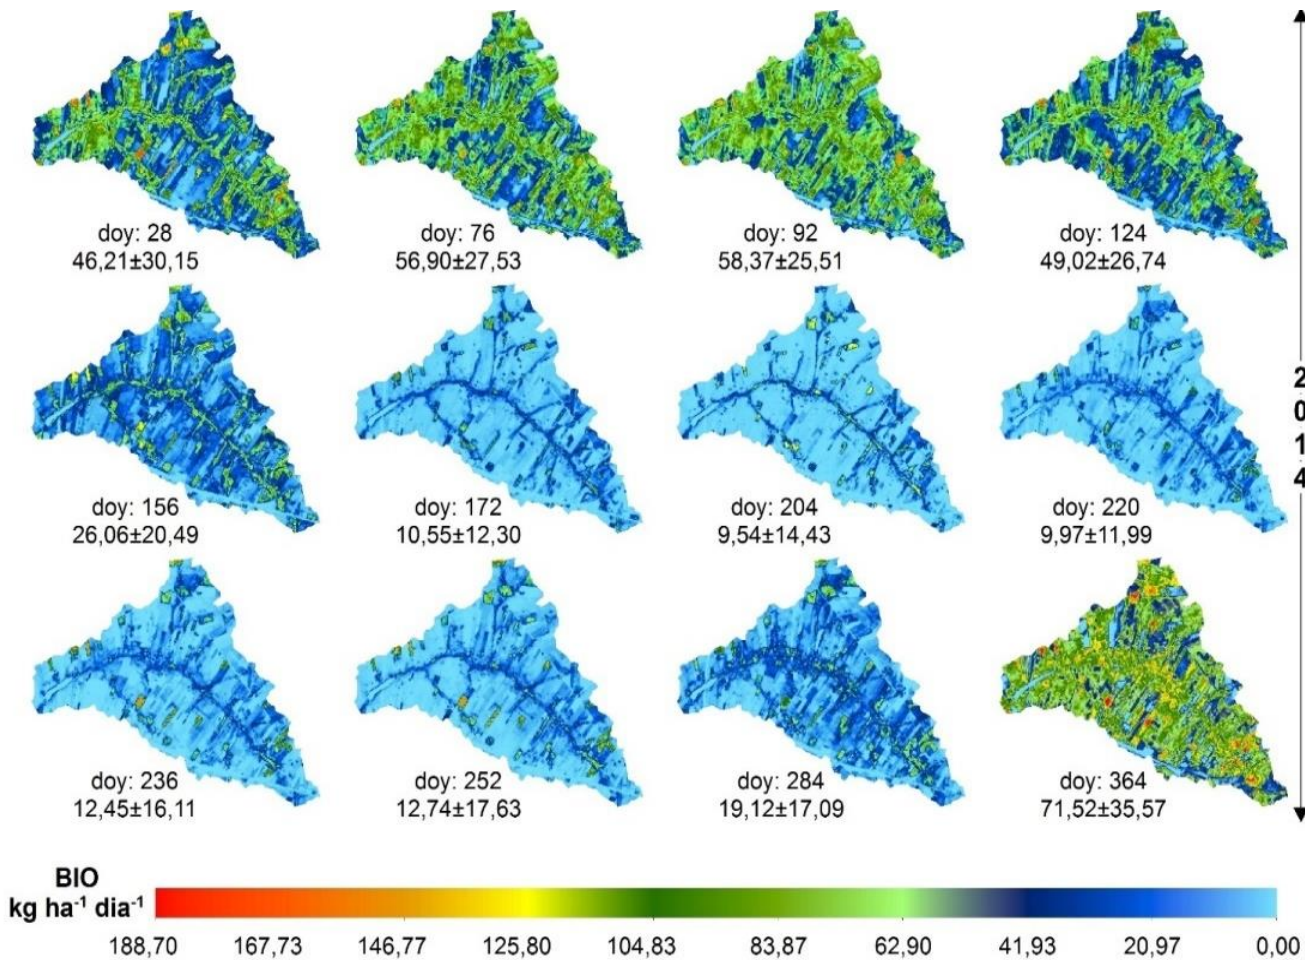 doy: 28
46,21±30,15
doy: 76
56,90±27,53
doy: 92
58,37±25,51
doy: 124
49,02±26,74
doy: 156
26,06±20,49
doy: 172
10,55±12,30
doy: 204
9,54±14,43
doy: 220
9,97±11,99
2014
doy: 236
12,45±16,11
doy: 252
12,74±17,63
doy: 284
19,12±17,09
doy: 364
71,52±35,57
BIO
kg ha⁻¹ dia⁻¹
188,70 167,73 146,77 125,80 104,83 83,87 62,90 41,93 20,97 0,00